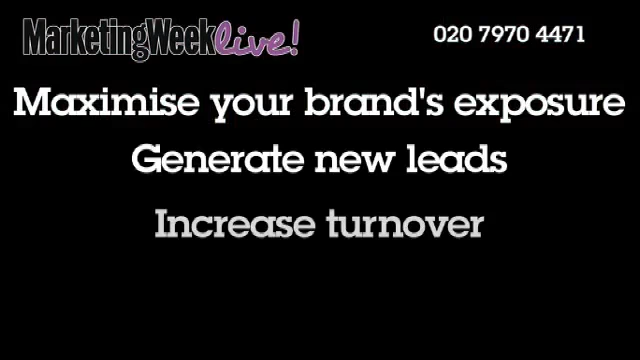 MarketingWeek live!
020 7970 4471
Maximise your brand's exposure
Generate new leads
Increase turnover